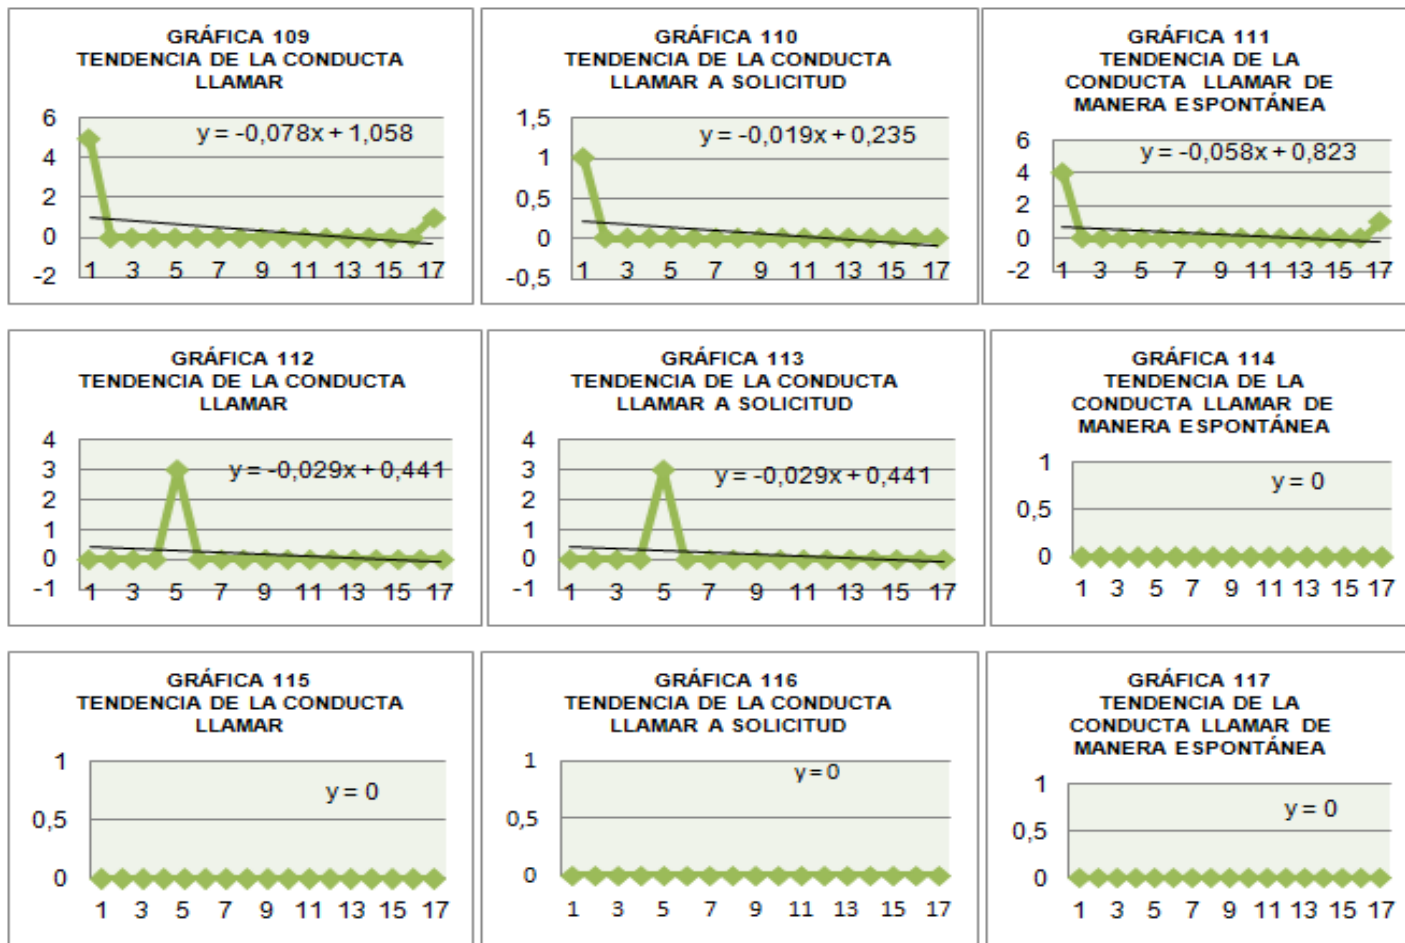 GRÁFICA 109
TENDENCIA DE LA CONDUCTA
LLAMAR
6
4
2
0
-2
y = -0,078x + 1,058
1 3 5 7 9 11 13 15 17
GRÁFICA 110
TENDENCIA DE LA CONDUCTA
LLAMAR A SOLICITUD
1,5
1
0,5
0
-0,5
y = -0,019x + 0,235
1 3 5 7 9 11 13 15 17
GRÁFICA 111
TENDENCIA DE LA
CONDUCTA LLAMAR DE
MANERA ESPONTÁNEA
6
4
2
0
-2
y = -0,058x + 0,823
1 3 5 7 9 11 13 15 17
GRÁFICA 112
TENDENCIA DE LA CONDUCTA
LLAMAR
4
3
2
1
0
-1
y = -0,029x + 0,441
1 3 5 7 9 11 13 15 17
GRÁFICA 113
TENDENCIA DE LA CONDUCTA
LLAMAR A SOLICITUD
4
3
2
1
0
-1
y = -0,029x + 0,441
1 3 5 7 9 11 13 15 17
GRÁFICA 114
TENDENCIA DE LA
CONDUCTA LLAMAR DE
MANERA ESPONTÁNEA
1
0,5
0
y = 0
1 3 5 7 9 11 13 15 17
GRÁFICA 115
TENDENCIA DE LA CONDUCTA
LLAMAR
1
0,5
0
y = 0
1 3 5 7 9 11 13 15 17
GRÁFICA 116
TENDENCIA DE LA CONDUCTA
LLAMAR A SOLICITUD
1
0,5
0
y = 0
1 3 5 7 9 11 13 15 17
GRÁFICA 117
TENDENCIA DE LA
CONDUCTA LLAMAR DE
MANERA ESPONTÁNEA
1
0,5
0
y = 0
1 3 5 7 9 11 13 15 17